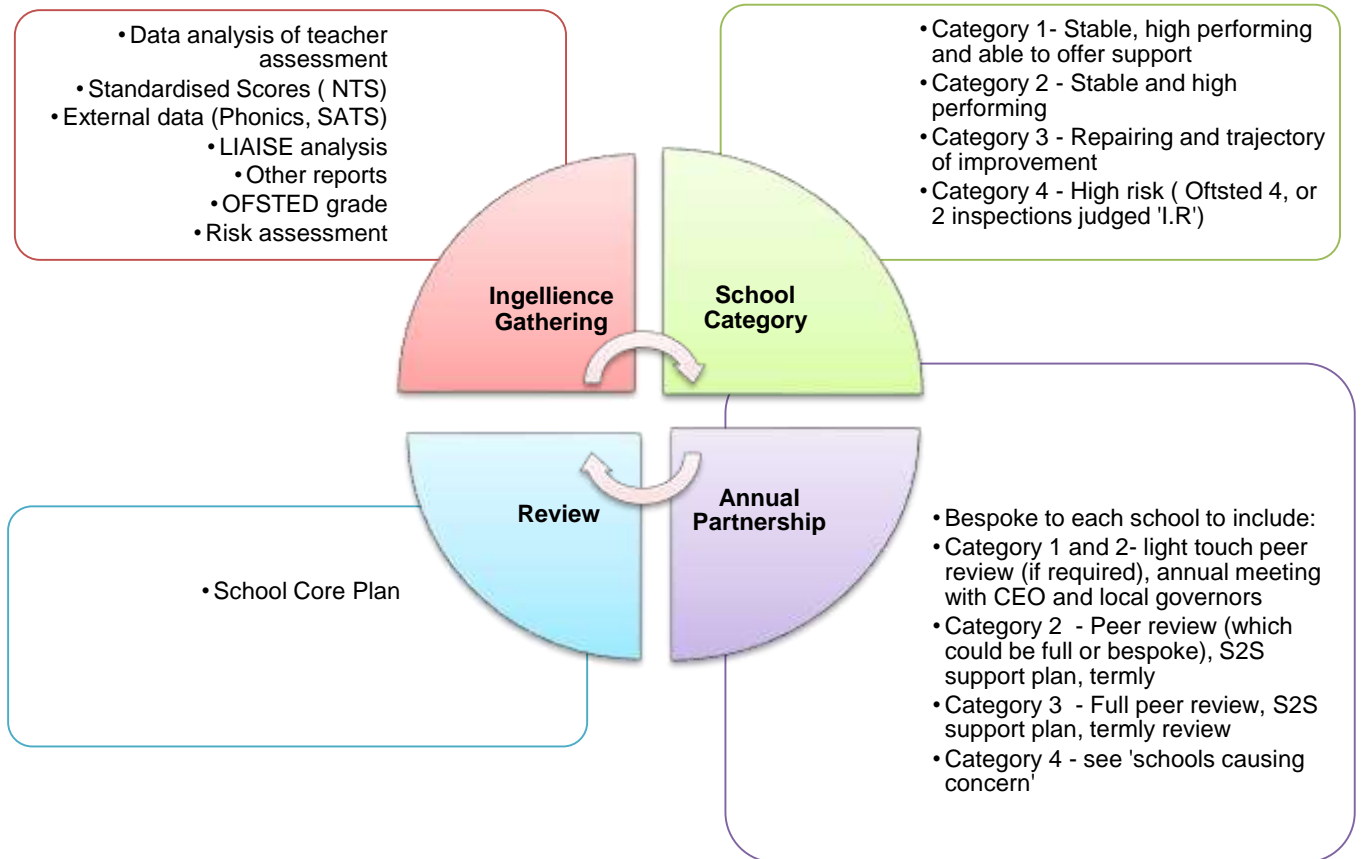 •Data analysis of teacher
assessment
•Standardised Scores ( NTS)
•External data (Phonics, SATS)
•LIAISE analysis
•Other reports
•OFSTED grade
•Risk assessment
•Category 1- Stable, high performing
and able to offer support
•Category 2 - Stable and high
performing
•Category 3 - Repairing and trajectory
of improvement
•Category 4 - High risk ( Oftsted 4, or
2 inspections judged 'I.R')
Ingellience
Gathering
School
Category
Review
Annual
Partnership
•School Core Plan
•Bespoke to each school to include:
•Category 1 and 2- light touch peer
review (if required), annual meeting
with CEO and local governors
•Category 2  - Peer review (which
could be full or bespoke), S2S
support plan, termly
•Category 3  - Full peer review, S2S
support plan, termly review
•Category 4 - see 'schools causing
concern'